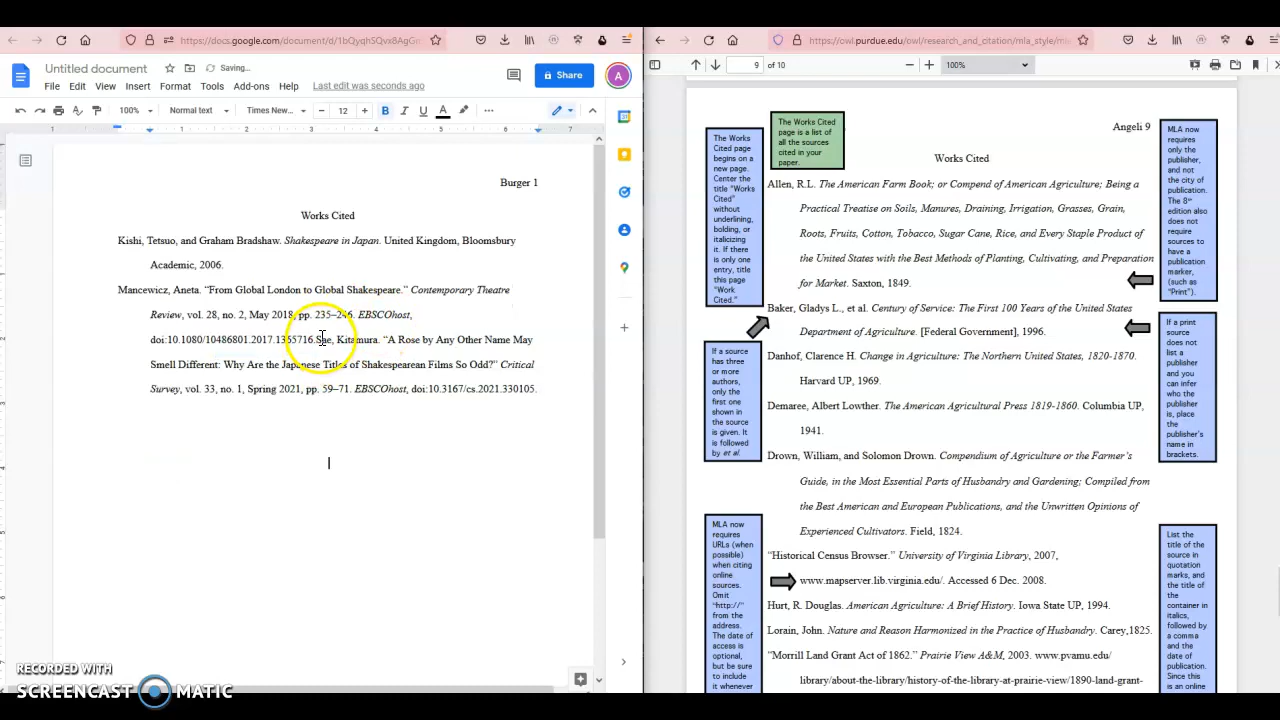 https://docs.google.com/document/d/1bQyqhSQvx8AgGr
https://owl.purdue.edu/owl/research_and_citation/mla_style/mla
Untitled document
Saving...
File Edit View Insert Format Tools Add-ons Help Last edit was seconds ago
Share
A
100% Normal text Times New... 12 B I U A
1 1 2 3 4 5 6 7
Burger 1
Works Cited
Kishi, Tetsuo, and Graham Bradshaw. Shakespeare in Japan. United Kingdom, Bloomsbury
Academic, 2006.
Mancewicz, Aneta. “From Global London to Global Shakespeare.” Contemporary Theatre
Review, vol. 28, no. 2, May 2018, pp. 235–246. EBSCOhost,
doi:10.1080/10486801.2017.1365716.Sae, Kitamura. “A Rose by Any Other Name May
Smell Different: Why Are the Japanese Titles of Shakespearean Films So Odd?” Critical
Survey, vol. 33, no. 1, Spring 2021, pp. 59–71. EBSCOhost, doi:10.3167/cs.2021.330105.
RECORDED WITH
SCREENCAST MATIC
9 of 10
100%
The Works
Cited page
begins on a
new page.
Center the
title “Works
Cited”
without
underlining,
bolding, or
italicizing
it. If there
is only one
entry, title
this page
“Work
Cited.”
The Works Cited
page is a list of
all the sources
cited in your
paper.
Angeli 9
Works Cited
Allen, R.L. The American Farm Book; or Compend of American Agriculture; Being a
Practical Treatise on Soils, Manures, Draining, Irrigation, Grasses, Grain,
Roots, Fruits, Cotton, Tobacco, Sugar Cane, Rice, and Every Staple Product of
the United States with the Best Methods of Planting, Cultivating, and Preparation
for Market. Saxton, 1849.
Baker, Gladys L., et al. Century of Service: The First 100 Years of the United States
Department of Agriculture. [Federal Government], 1996.
Danhof, Clarence H. Change in Agriculture: The Northern United States, 1820-1870.
Harvard UP, 1969.
Demaree, Albert Lowther. The American Agricultural Press 1819-1860. Columbia UP,
1941.
Drown, William, and Solomon Drown. Compendium of Agriculture or the Farmer’s
Guide, in the Most Essential Parts of Husbandry and Gardening; Compiled from
the Best American and European Publications, and the Unwritten Opinions of
Experienced Cultivators. Field, 1824.
“Historical Census Browser.” University of Virginia Library, 2007,
www.mapserver.lib.virginia.edu/. Accessed 6 Dec. 2008.
Hurt, R. Douglas. American Agriculture: A Brief History. Iowa State UP, 1994.
Lorain, John. Nature and Reason Harmonized in the Practice of Husbandry. Carey,1825.
“Morrill Land Grant Act of 1862.” Prairie View A&M, 2003. www.pvamu.edu/
library/about-the-library/history-of-the-library-at-prairie-view/1890-land-grant-
If a source
has three
or more
authors,
only the
first one
shown in
the source
is given. It
is followed
by et al.
MLA now
requires
URLs (when
possible)
when citing
online
sources.
Omit
“http://”
from the
address.
The date of
access is
optional,
but be sure
to include
it whenever
MLA now
requires
only the
publisher,
and not
the city of
publication.
The 8th
edition also
does not
require
sources to
have a
publication
marker,
(such as
“Print”).
If a print
source
does not
list a
publisher
and you
can infer
who the
publisher
is, place
the
publisher’s
name in
brackets.
List the
title of the
source in
quotation
marks, and
the title of
the
container in
italics,
followed by
a comma
and the
date of
publication.
Since this
is an online